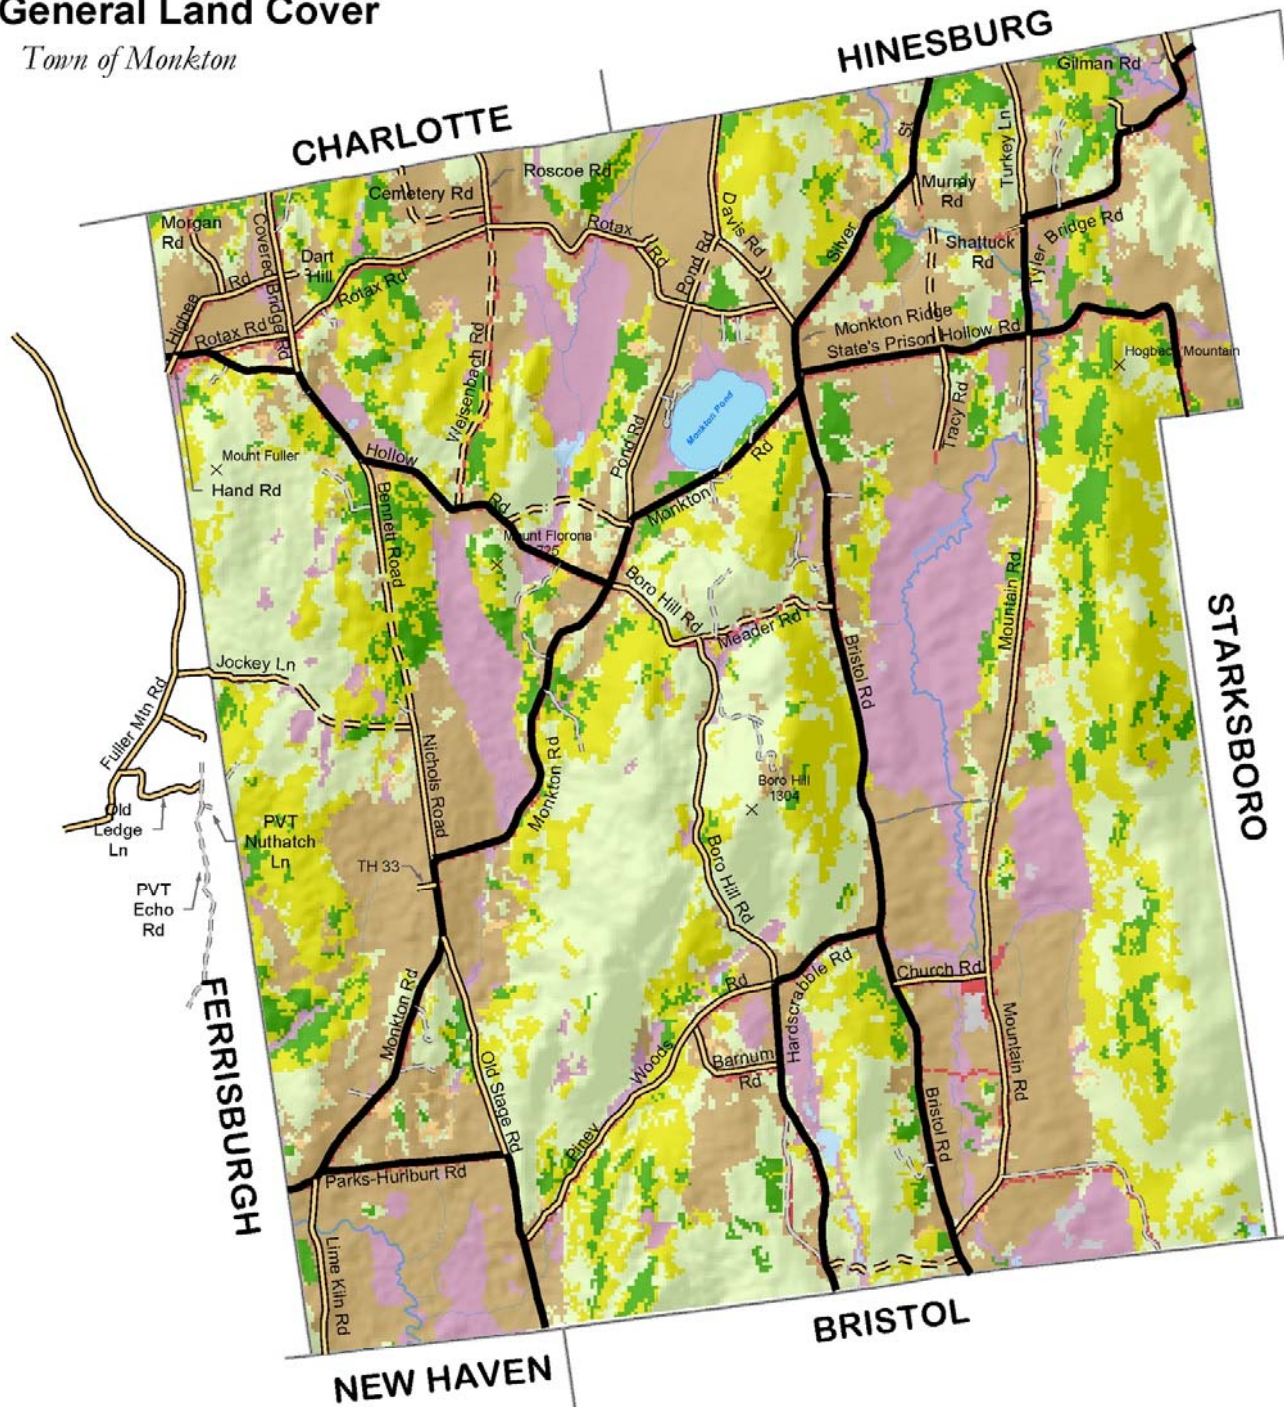 General Land Cover
Town of Monkton
HINESBURG
CHARLOTTE
Gilman Rd
St
Turkey Ln
Roscoe Rd
Cemetery Rd
Murray
Rd
Morgan
Rd
Covered
Bridge Rd
Davis Rd
Rotax
Rd
Silver
Bridge Rd
Shattuck
Rd
Tyler
Dart
Hill
Rd
Rotax Rd
Pond Rd
Higbee
Rotax Rd
Monkton Ridge
State's Prison Hollow Rd
Weisenbach Rd
Hogback Mountain
Monkton Pond
Tracy Rd
Pond Rd
Rd
Hollow
Mount Fuller
Hand Rd
Bennett Road
Rd
Monkton
Mount Florona
725
Boro Hill Rd
Mountain Rd
Meader Rd
STARKSBORO
Jockey Ln
Bristol Rd
Fuller Mtn Rd
Nichols Road
Monkton Rd
Boro Hill
1304
Old
Ledge
Ln
PVT
Nuthatch
Ln
TH 33
Boro Hill Rd
PVT
Echo
Rd
Hardscrabble Rd
Church Rd
Rd
Monkton Rd
FERRISBURGH
Mountain Rd
Woods
Barnum
Rd
Old Stage Rd
Bristol Rd
Piney
Parks-Hurlburt Rd
Lime Kiln Rd
BRISTOL
NEW HAVEN